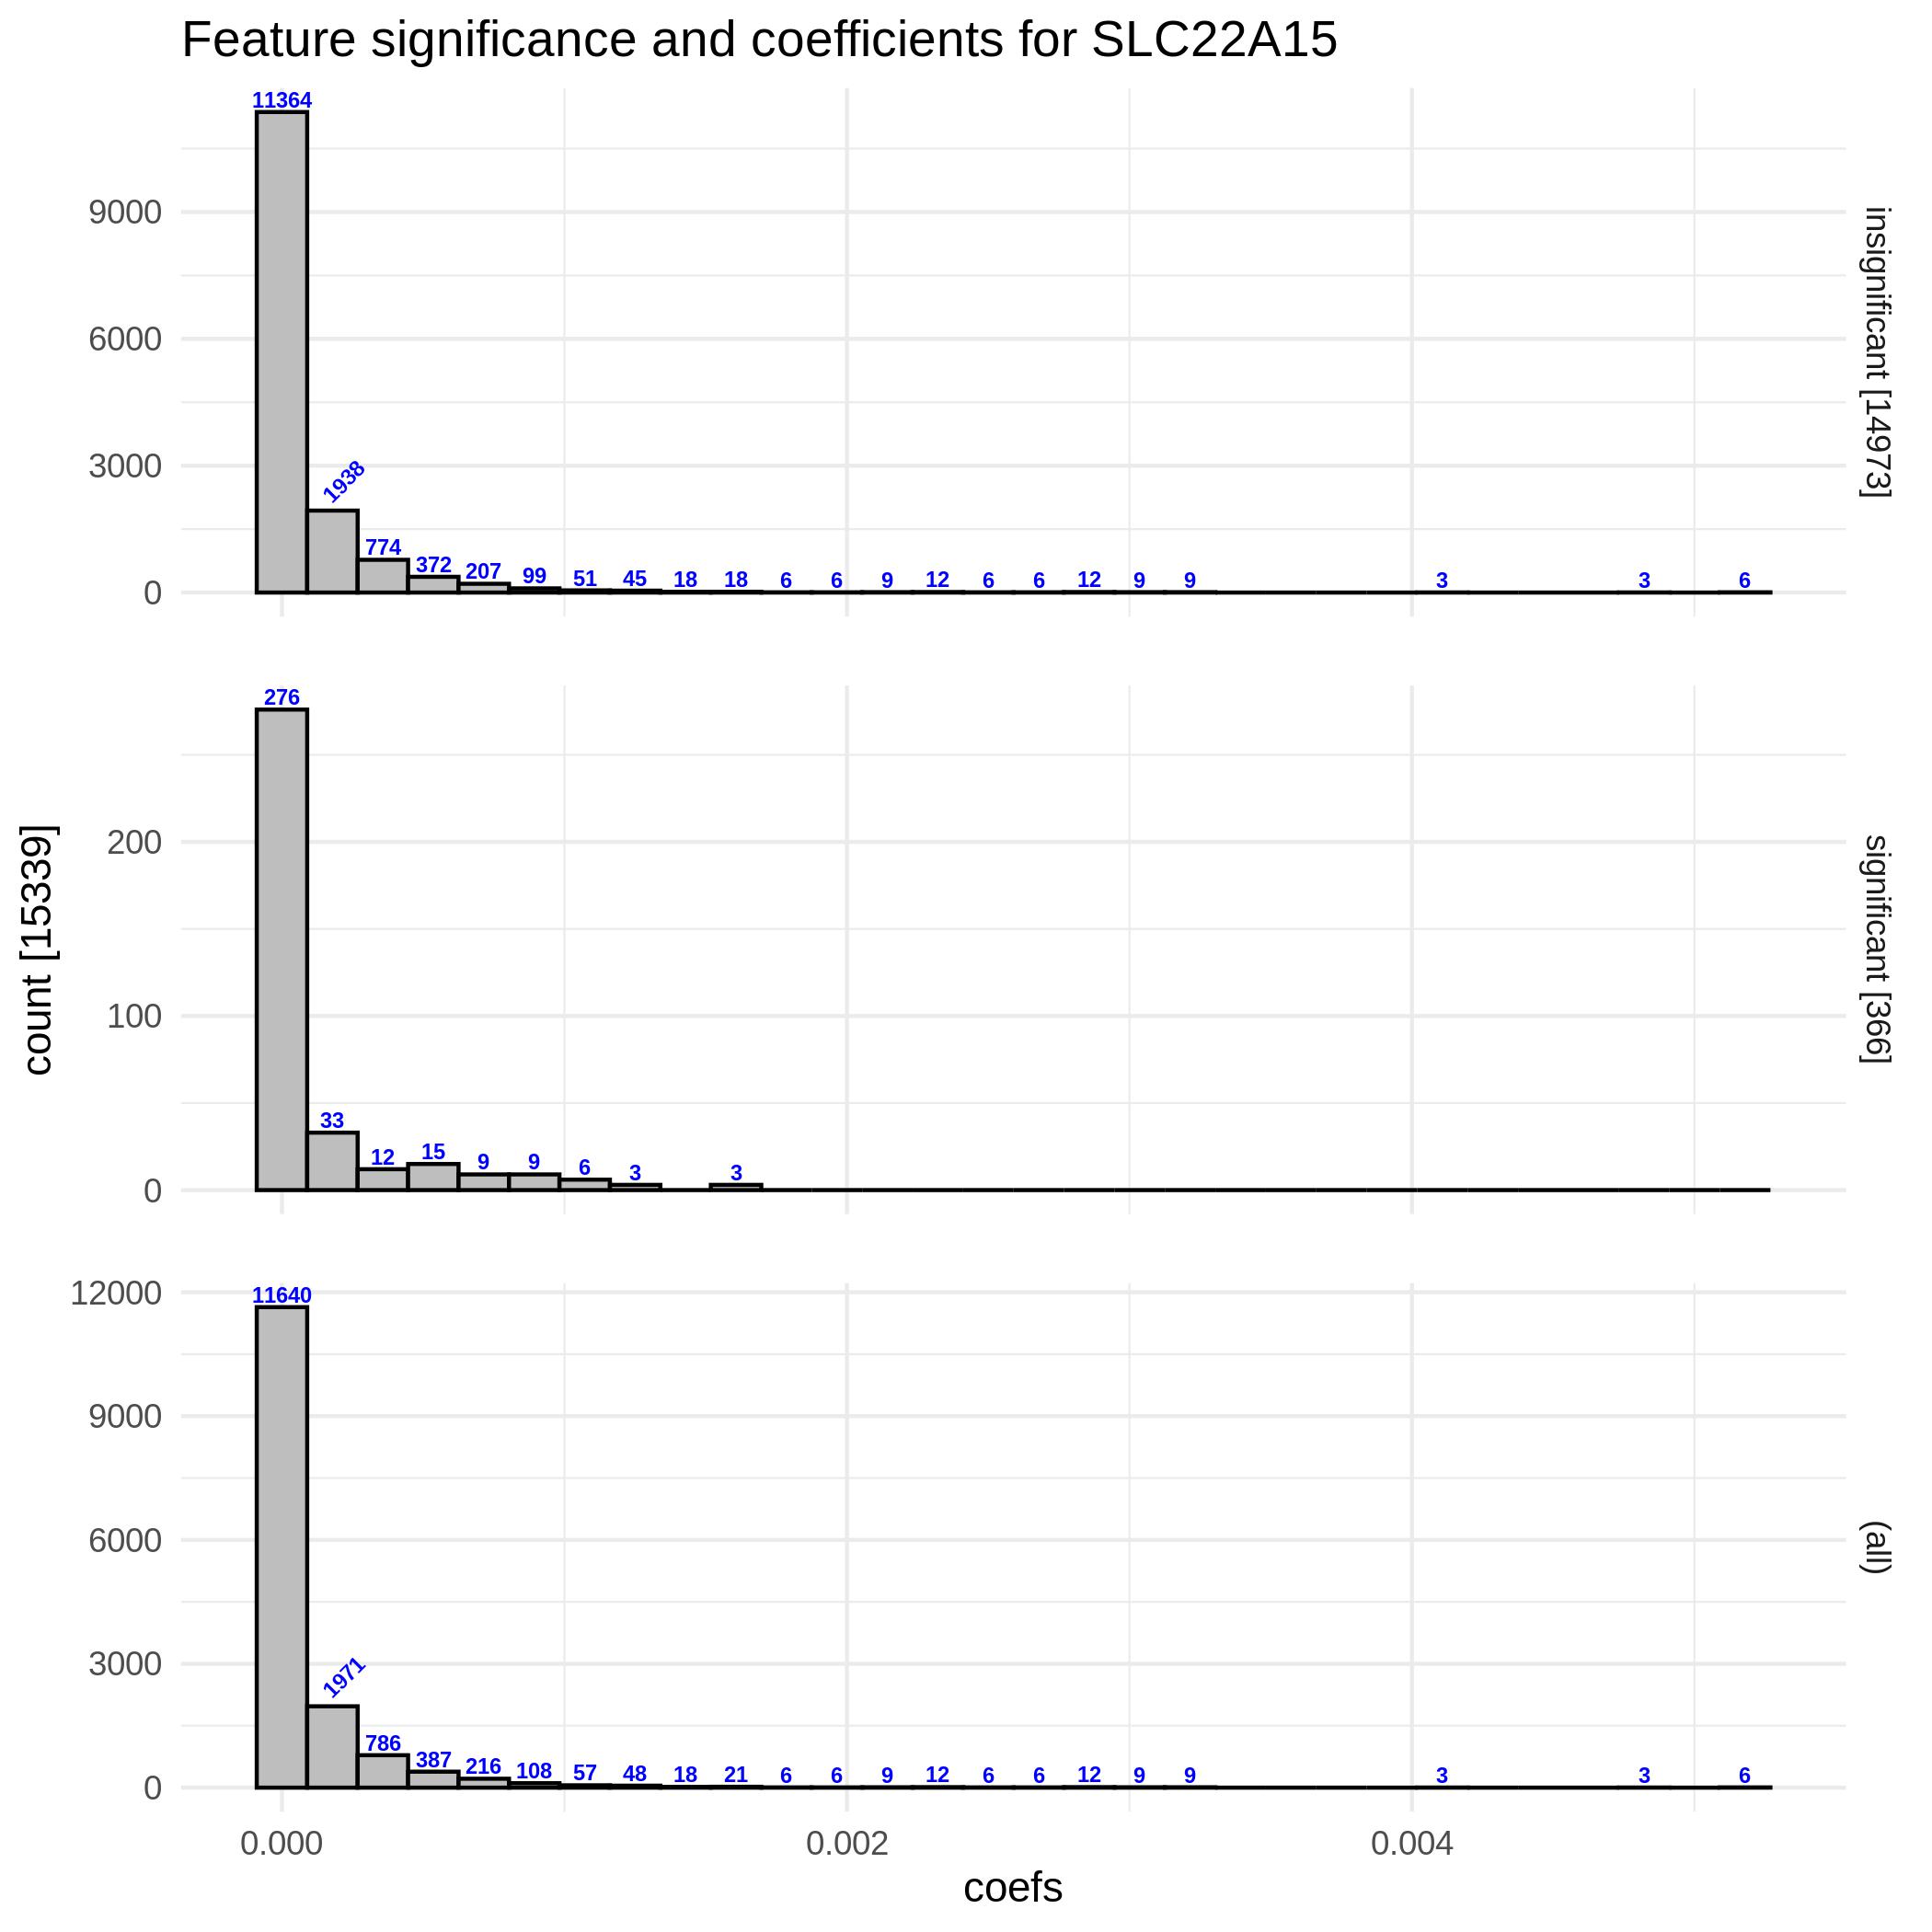 Feature significance and coefficients for SLC22A15
11364
1938
774 372 207 99 51 45 18 18 6 6 9 12 6 6 12 9 9 3 3 6
9000
6000
3000
0
insignificant [14973]
276
33 12 15 9 9 6 3 3
200
100
0
significant [366]
count [15339]
11640
1971
786 387 216 108 57 48 18 21 6 6 9 12 6 6 12 9 9 3 3 6
12000
9000
6000
3000
0
(all)
0.000 0.002 0.004
coefs